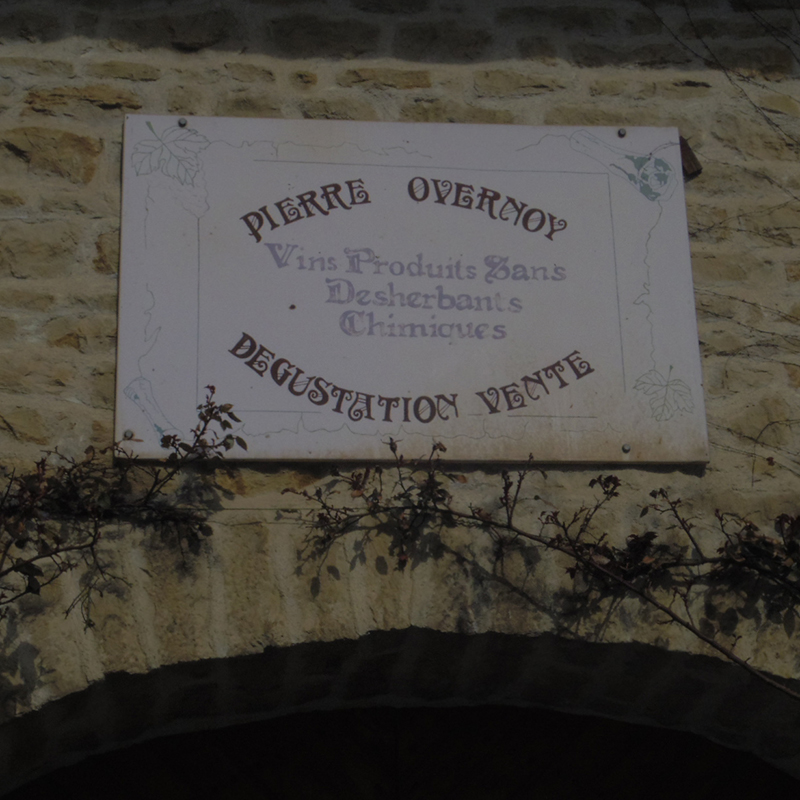 PIERRE OVERNOY
Vins Produits Sans
Desherbants
Chimiques
DEGUSTATION VENTE